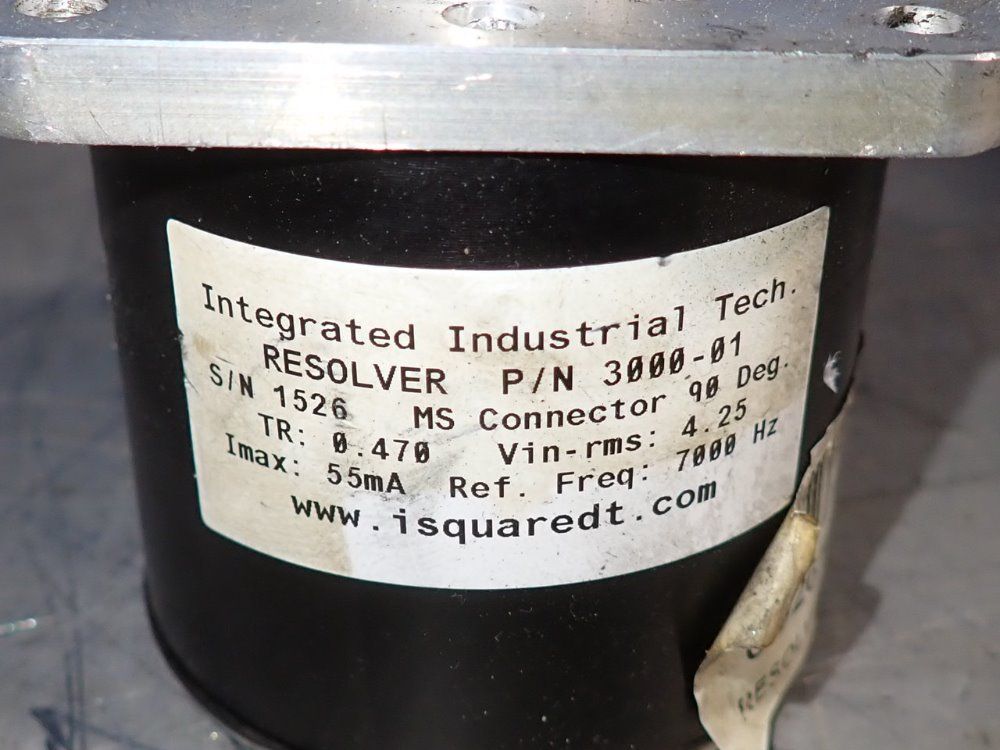 Integrated Industrial Tech.
RESOLVER P/N 3000-01
S/N 1526 MS Connector 90 Deg.
TR: 0.470 Vin-rms: 4.25
Imax: 55mA Ref. Freq: 7000 Hz
www.isquaredt.com